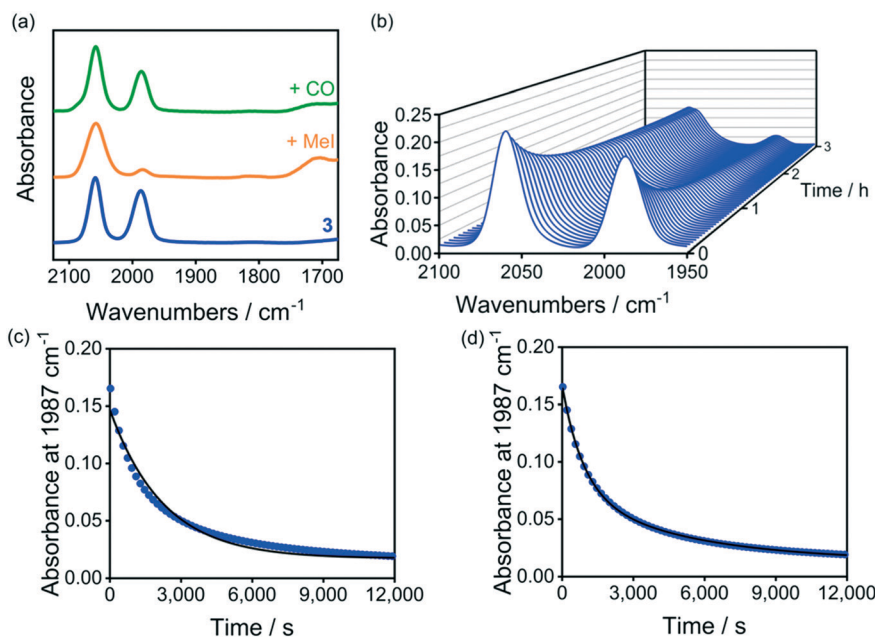 (a)
Absorbance
+ CO
+ MeI
3
2100 2000 1900 1800 1700
Wavenumbers / cm⁻¹
(b)
Absorbance
0.25
0.20
0.15
0.10
0.05
0.00
2100 2050 2000 1950
Wavenumbers / cm⁻¹
0
1
2
3
Time / h
(c)
Absorbance at 1987 cm⁻¹
0.20
0.15
0.10
0.05
0.00
0 3,000 6,000 9,000 12,000
Time / s
(d)
Absorbance at 1987 cm⁻¹
0.20
0.15
0.10
0.05
0.00
0 3,000 6,000 9,000 12,000
Time / s